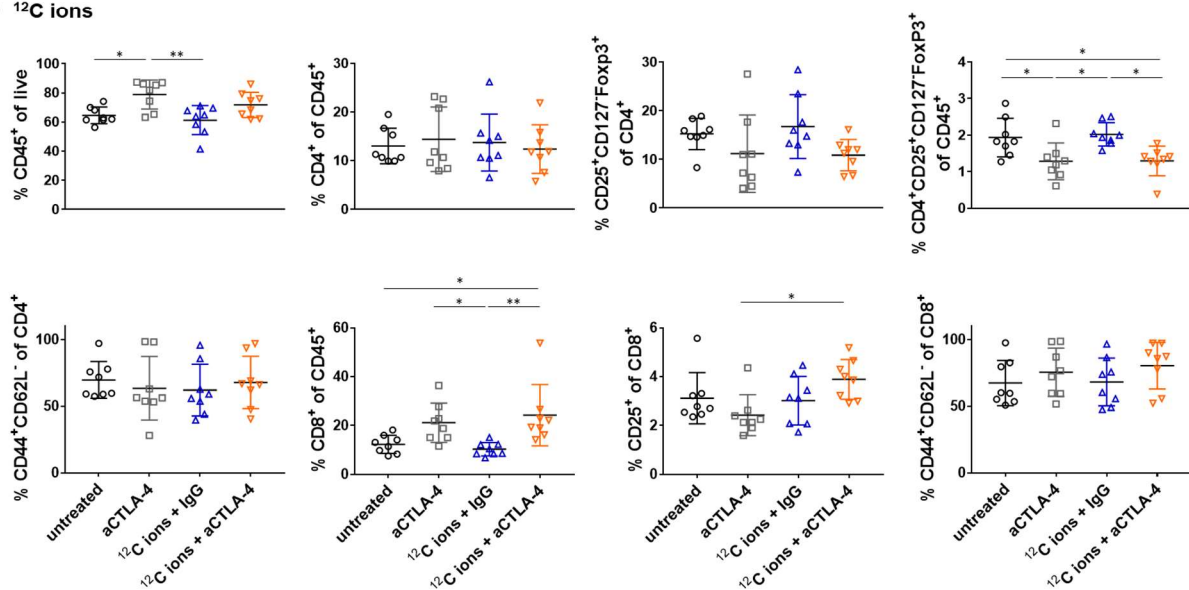 ¹²C ions
% CD45⁺ of live
100
80
60
40
20
0
* **
% CD4⁺ of CD45⁺
30
20
10
0
% CD25⁺CD127⁻Foxp3⁺
of CD4⁺
30
20
10
0
% CD4⁺CD25⁺CD127⁻FoxP3⁺
of CD45⁺
4
3
2
1
0
*
* * *
% CD44⁺CD62L⁻ of CD4⁺
100
50
0
untreated
aCTLA-4
¹²C ions + IgG
¹²C ions + aCTLA-4
% CD8⁺ of CD45⁺
60
40
20
0
*
* **
untreated
aCTLA-4
¹²C ions + IgG
¹²C ions + aCTLA-4
% CD25⁺ of CD8⁺
6
4
2
0
*
untreated
aCTLA-4
¹²C ions + IgG
¹²C ions + aCTLA-4
% CD44⁺CD62L⁻ of CD8⁺
100
50
0
untreated
aCTLA-4
¹²C ions + IgG
¹²C ions + aCTLA-4